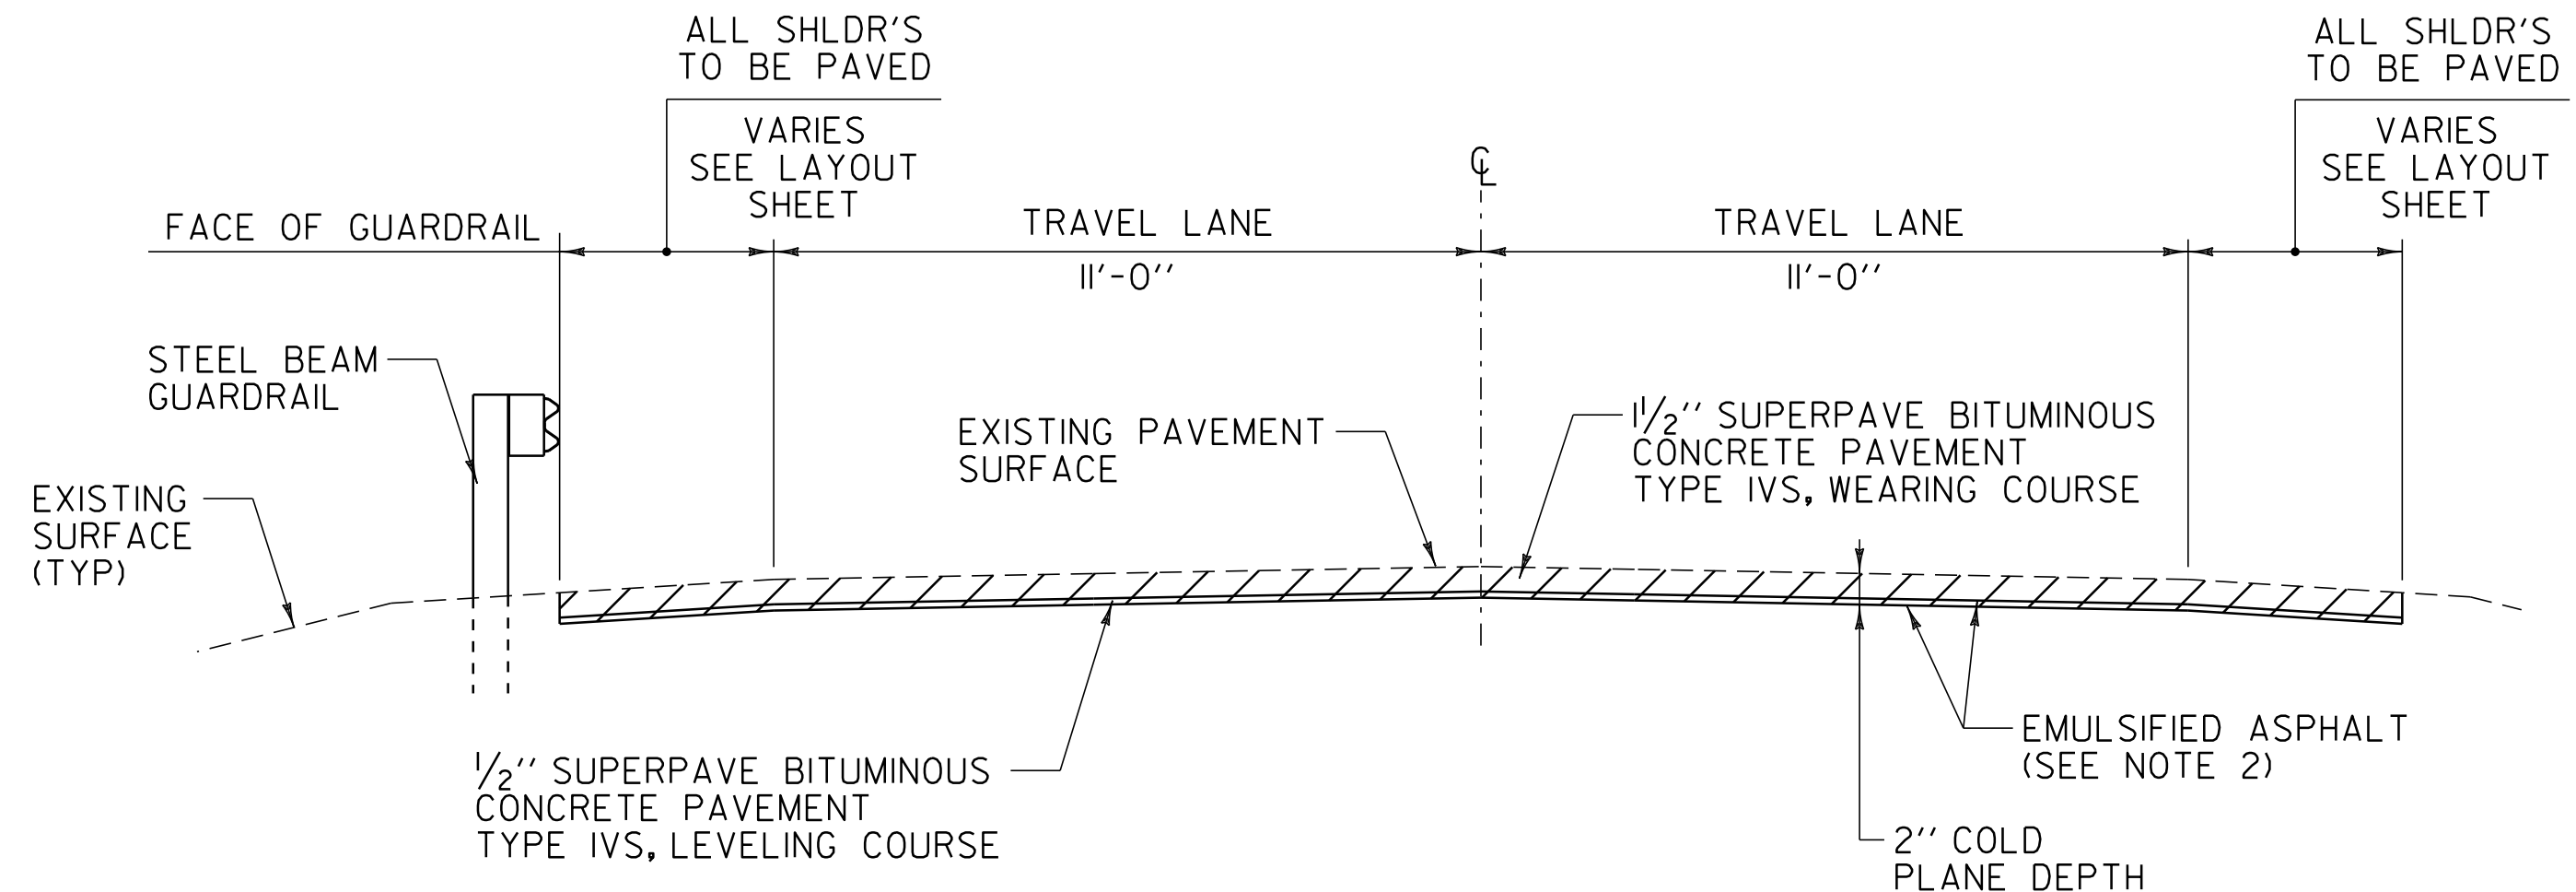 ALL SHLDR'S
TO BE PAVED
VARIES
SEE LAYOUT
SHEET
ALL SHLDR'S
TO BE PAVED
VARIES
SEE LAYOUT
SHEET
℄
FACE OF GUARDRAIL
TRAVEL LANE
11'-0''
TRAVEL LANE
11'-0''
STEEL BEAM
GUARDRAIL
EXISTING PAVEMENT
SURFACE
1 1/2'' SUPERPAVE BITUMINOUS
CONCRETE PAVEMENT
TYPE IVS, WEARING COURSE
EXISTING
SURFACE
(TYP)
1/2'' SUPERPAVE BITUMINOUS
CONCRETE PAVEMENT
TYPE IVS, LEVELING COURSE
EMULSIFIED ASPHALT
(SEE NOTE 2)
2'' COLD
PLANE DEPTH